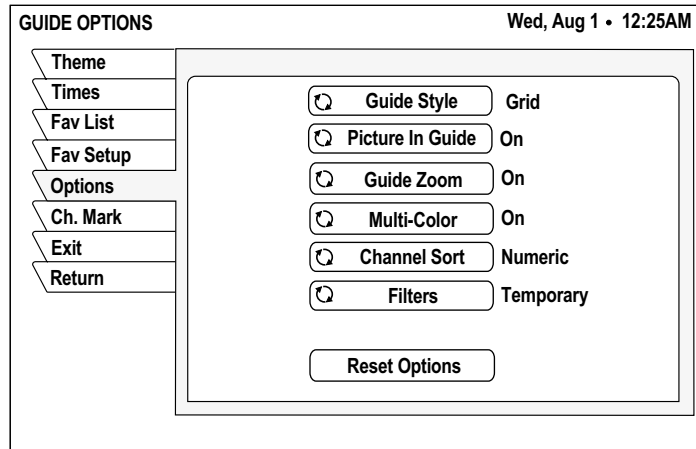 GUIDE OPTIONS Wed, Aug 1 • 12:25AM
Theme
Times
Fav List
Fav Setup
Options
Ch. Mark
Exit
Return
Guide Style Grid
Picture In Guide On
Guide Zoom On
Multi-Color On
Channel Sort Numeric
Filters Temporary
Reset Options